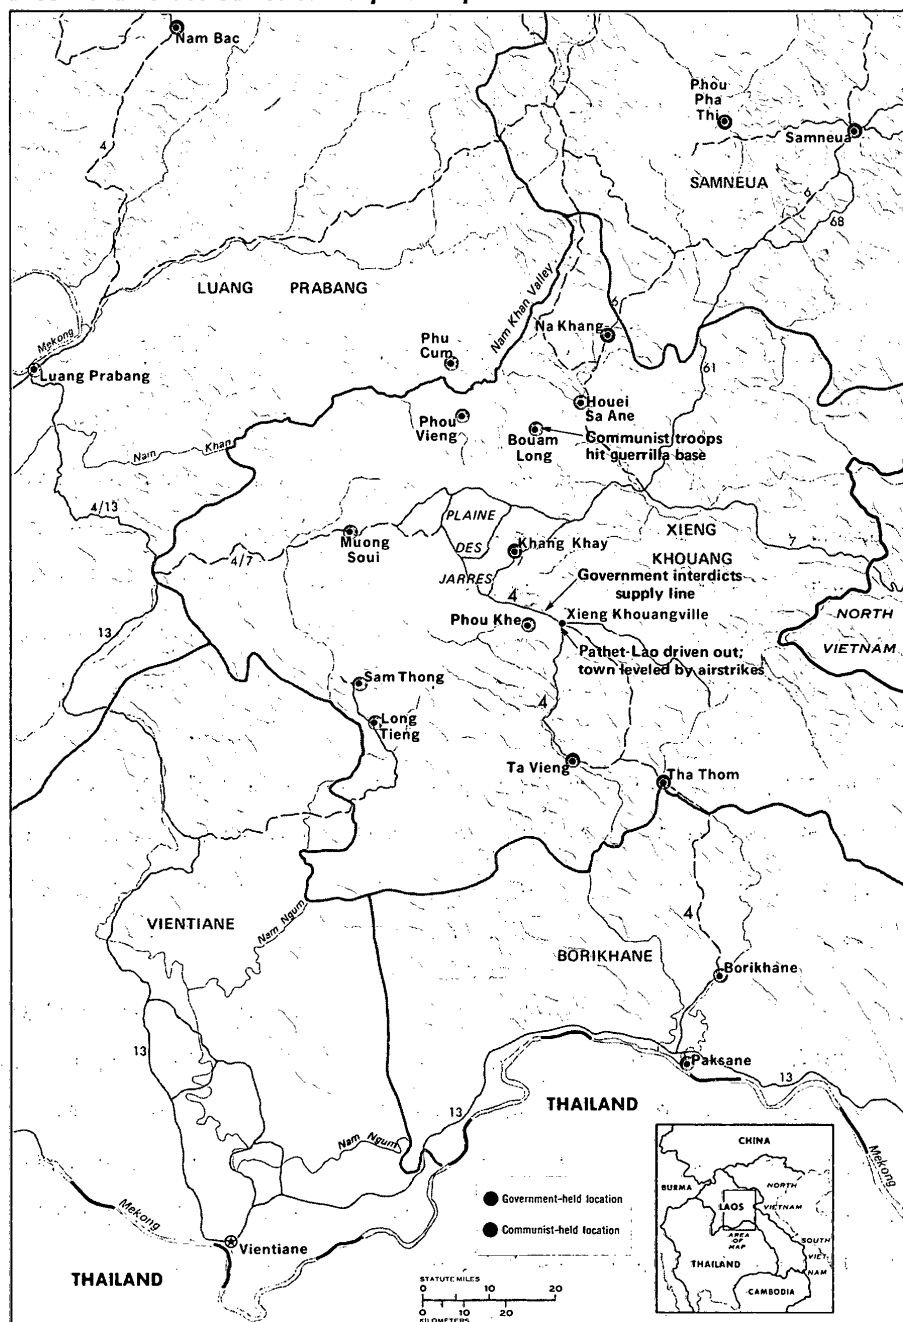 Nam Bac
Phou
Pha
Thi
Samneua
4
SAMNEUA
6
68
LUANG PRABANG
Nam Khan Valley
6
Na Khang
Mekong
Phu
Cum
Luang Prabang
61
Houei
Sa Ane
Phou
Vieng
Bouam
Long
Communist troops
hit guerrilla base
Nam Khan
4/13
PLAINE
DES
JARRES
XIENG
KHOUANG
7
Muong
Soui
4/7
Khang Khay
Government interdicts
supply line
4
Xieng Khouangville
Phou Khe
NORTH
VIETNAM
13
Pathet-Lao driven out;
town leveled by airstrikes
Sam Thong
4
Long
Tieng
Ta Vieng
Tha Thom
VIENTIANE
Nam Ngum
4
BORIKHANE
Borikhane
13
Paksane
13
THAILAND
13
Nam Ngum
Mekong
Mekong
Vientiane
THAILAND
Government-held location
Communist-held location
STATUTE MILES
0 10 20
0 10 20
KILOMETERS
CHINA
BURMA
NORTH
VIETNAM
LAOS
AREA
OF
MAP
SOUTH
VIET-
NAM
THAILAND
CAMBODIA